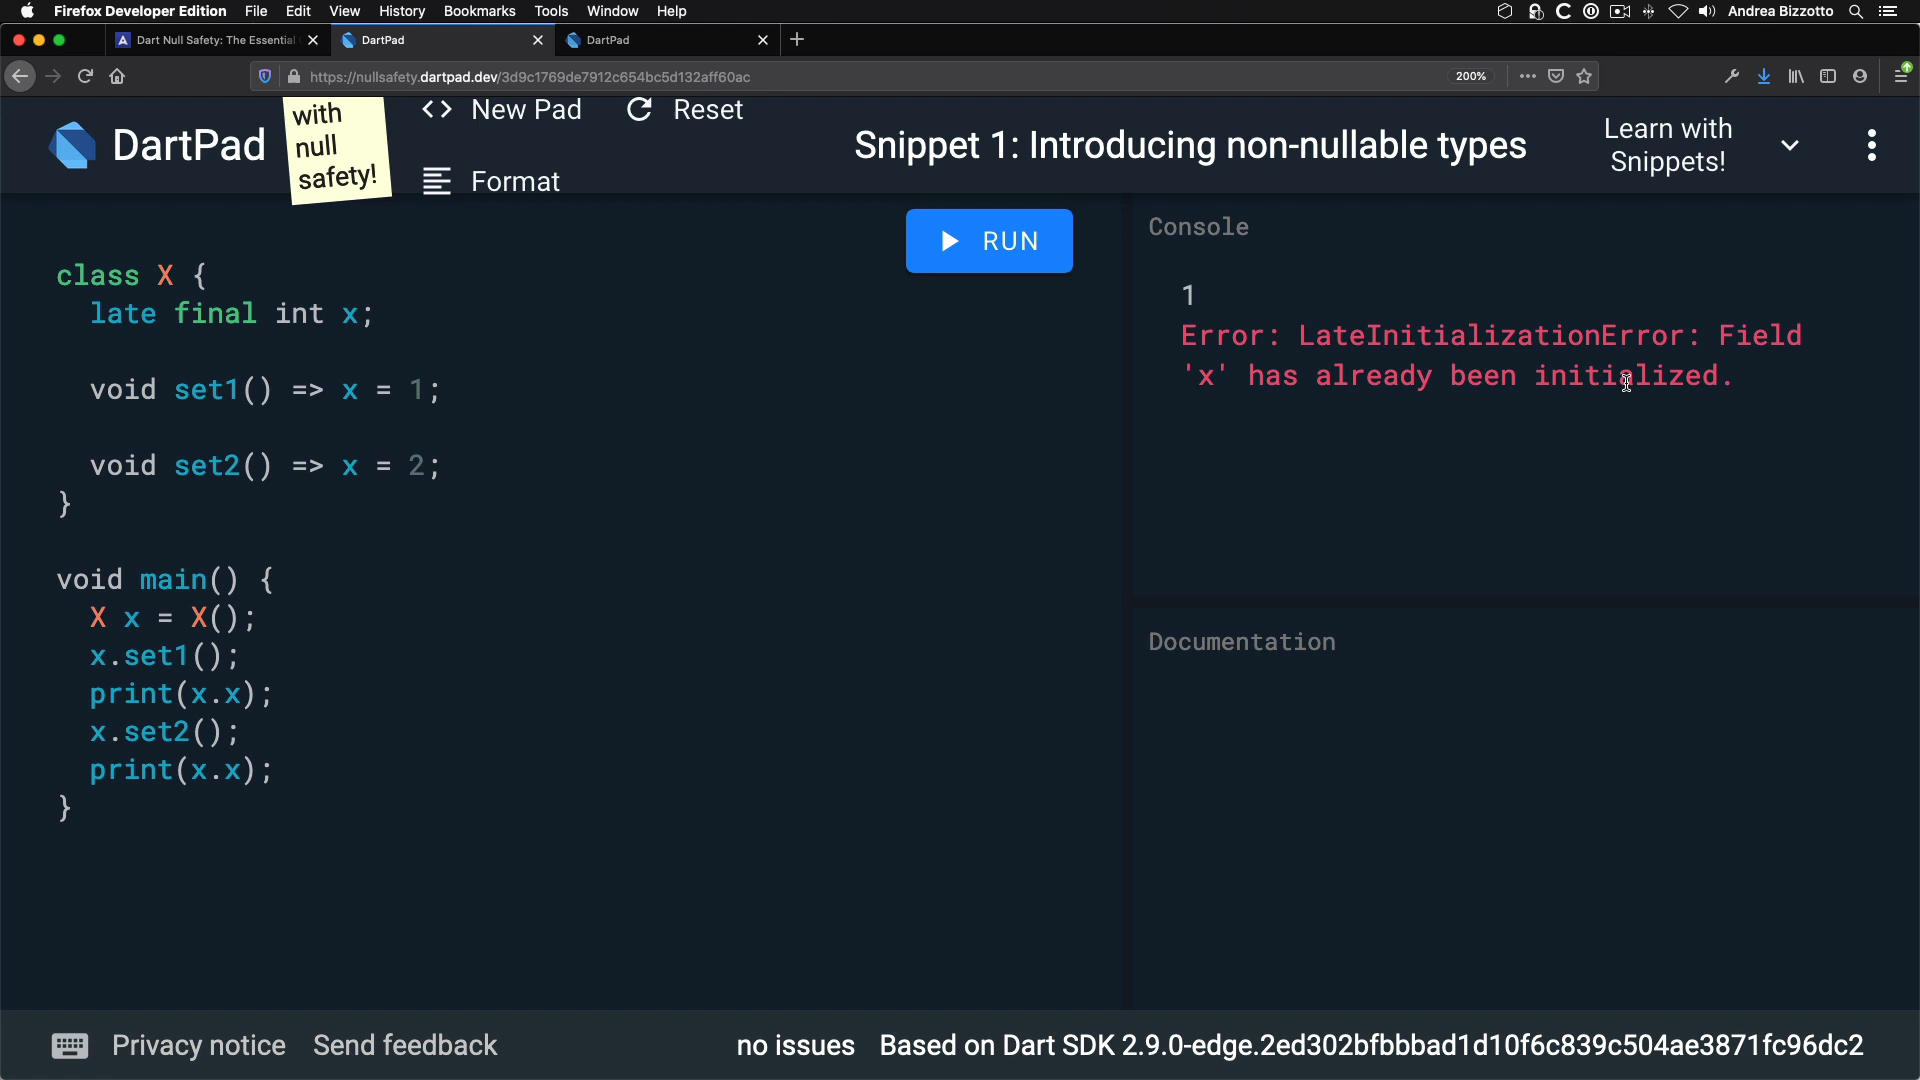 Firefox Developer Edition File Edit View History Bookmarks Tools Window Help Andrea Bizzotto
Dart Null Safety: The Essential
DartPad
DartPad
https://nullsafety.dartpad.dev/3d9c1769de7912c654bc5d132aff60ac
200%
DartPad
with
null
safety!
<> New Pad
Reset
Format
Snippet 1: Introducing non-nullable types
Learn with
Snippets!
RUN
class X {
  late final int x;
  void set1() => x = 1;
  void set2() => x = 2;
}
void main() {
  X x = X();
  x.set1();
  print(x.x);
  x.set2();
  print(x.x);
}
Console
1
Error: LateInitializationError: Field
'x' has already been initialized.
Documentation
Privacy notice Send feedback
no issues Based on Dart SDK 2.9.0-edge.2ed302bfbbbad1d10f6c839c504ae3871fc96dc2